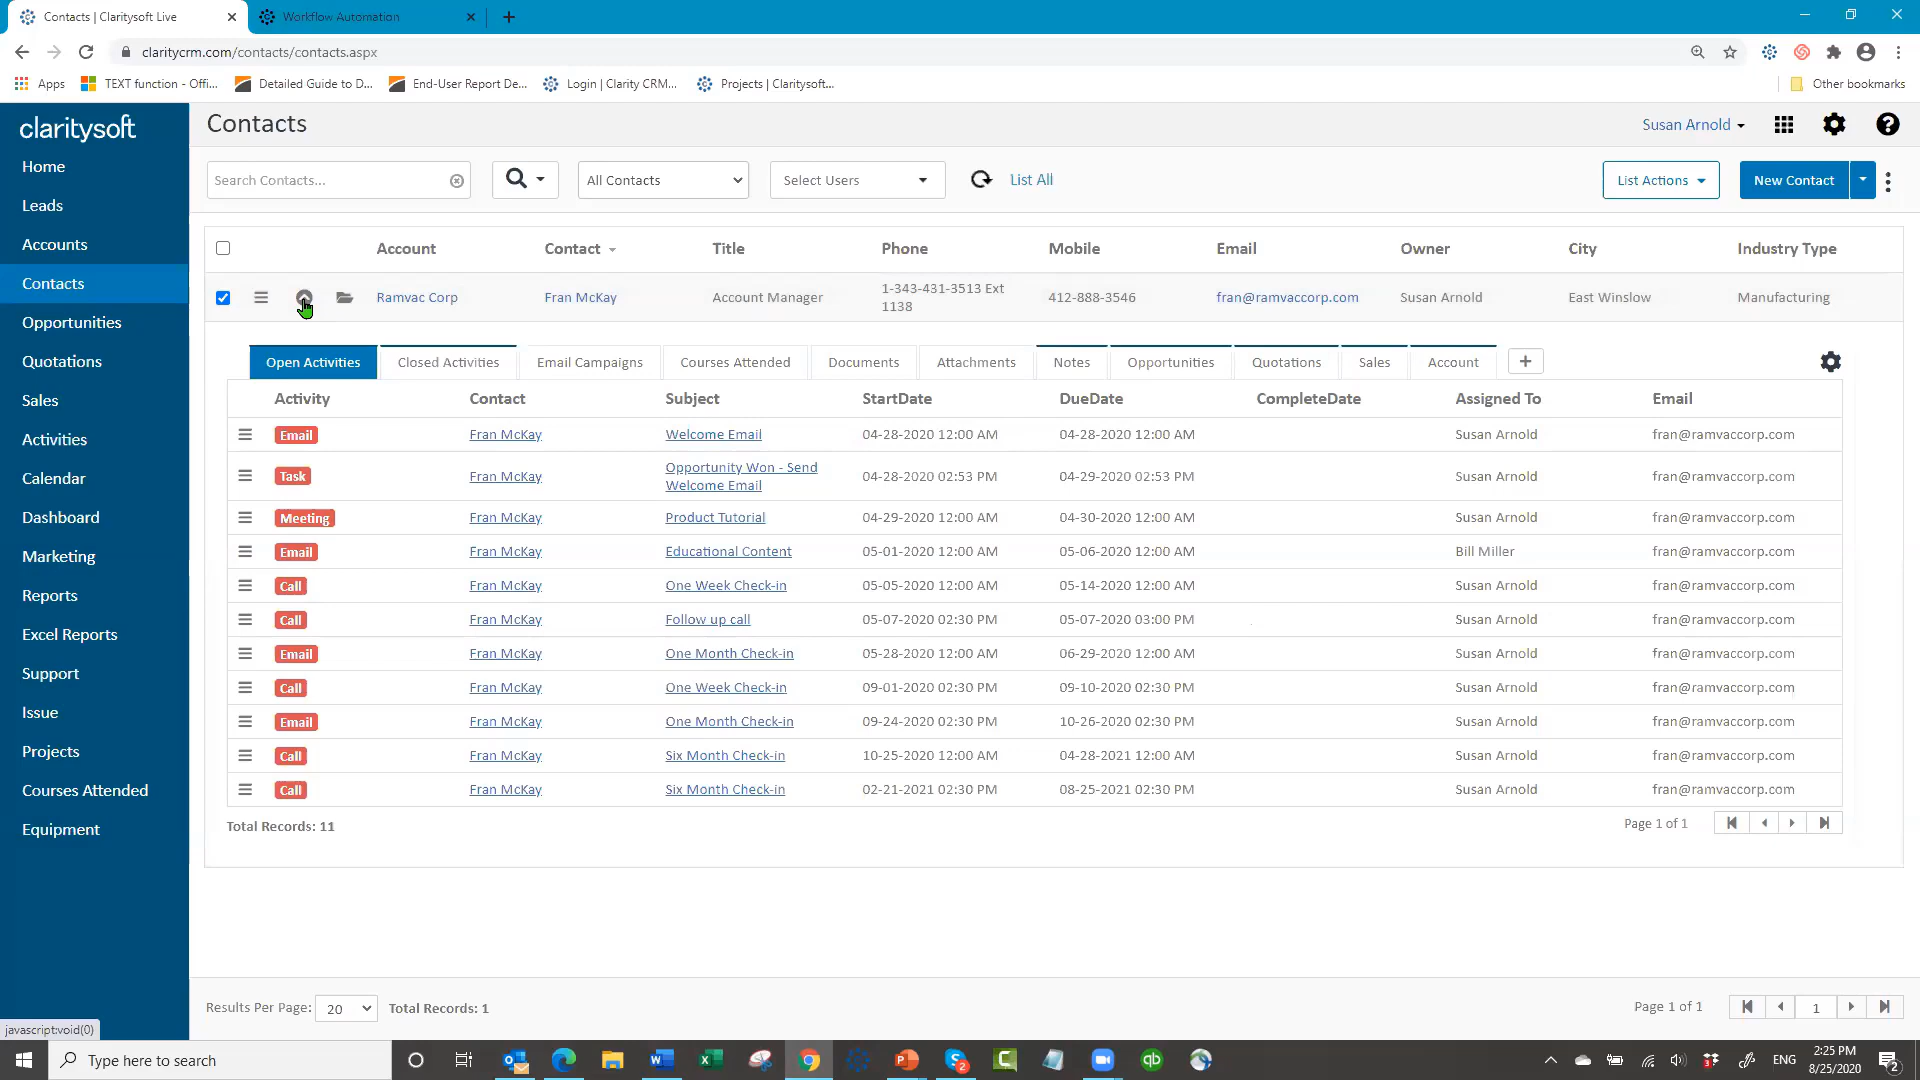 Contacts | Claritysoft Live
Workflow Automation
claritycrm.com/contacts/contacts.aspx
Apps
TEXT function - Offi...
Detailed Guide to D...
End-User Report De...
Login | Clarity CRM...
Projects | Claritysoft...
Other bookmarks
claritysoft
Home
Leads
Accounts
Contacts
Opportunities
Quotations
Sales
Activities
Calendar
Dashboard
Marketing
Reports
Excel Reports
Support
Issue
Projects
Courses Attended
Equipment
Contacts
Susan Arnold
Search Contacts...
All Contacts
Select Users
List All
List Actions
New Contact
Account Contact Title Phone Mobile Email Owner City Industry Type
Ramvac Corp Fran McKay Account Manager 1-343-431-3513 Ext 412-888-3546 fran@ramvaccorp.com Susan Arnold East Winslow Manufacturing
1138
Open Activities Closed Activities Email Campaigns Courses Attended Documents Attachments Notes Opportunities Quotations Sales Account +
Activity Contact Subject StartDate DueDate CompleteDate Assigned To Email
Email Fran McKay Welcome Email 04-28-2020 12:00 AM 04-28-2020 12:00 AM Susan Arnold fran@ramvaccorp.com
Task Fran McKay Opportunity Won - Send 04-28-2020 02:53 PM 04-29-2020 02:53 PM Susan Arnold fran@ramvaccorp.com
Welcome Email
Meeting Fran McKay Product Tutorial 04-29-2020 12:00 AM 04-30-2020 12:00 AM Susan Arnold fran@ramvaccorp.com
Email Fran McKay Educational Content 05-01-2020 12:00 AM 05-06-2020 12:00 AM Bill Miller fran@ramvaccorp.com
Call Fran McKay One Week Check-in 05-05-2020 12:00 AM 05-14-2020 12:00 AM Susan Arnold fran@ramvaccorp.com
Call Fran McKay Follow up call 05-07-2020 02:30 PM 05-07-2020 03:00 PM Susan Arnold fran@ramvaccorp.com
Email Fran McKay One Month Check-in 05-28-2020 12:00 AM 06-29-2020 12:00 AM Susan Arnold fran@ramvaccorp.com
Call Fran McKay One Week Check-in 09-01-2020 02:30 PM 09-10-2020 02:30 PM Susan Arnold fran@ramvaccorp.com
Email Fran McKay One Month Check-in 09-24-2020 02:30 PM 10-26-2020 02:30 PM Susan Arnold fran@ramvaccorp.com
Call Fran McKay Six Month Check-in 10-25-2020 12:00 AM 04-28-2021 12:00 AM Susan Arnold fran@ramvaccorp.com
Call Fran McKay Six Month Check-in 02-21-2021 02:30 PM 08-25-2021 02:30 PM Susan Arnold fran@ramvaccorp.com
Total Records: 11
Page 1 of 1
Results Per Page: 20 Total Records: 1
Page 1 of 1 1
javascript:void(0)
Type here to search
ENG
2:25 PM
8/25/2020
2
2